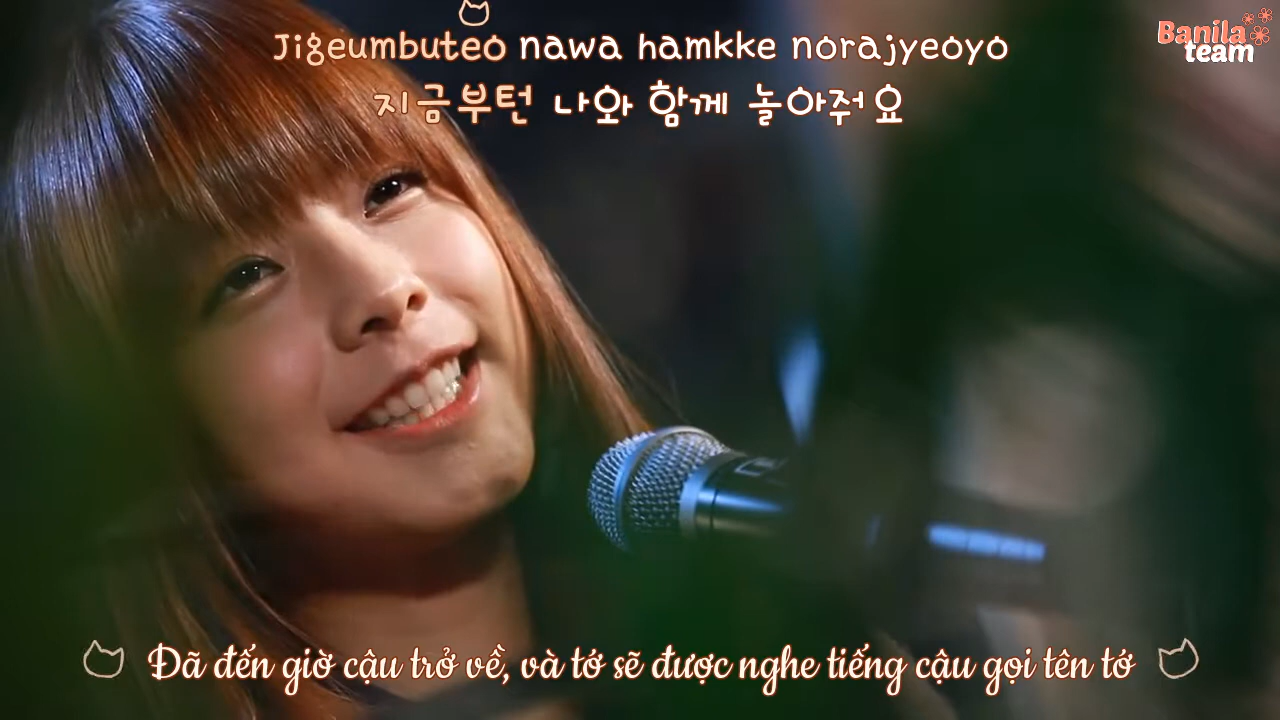 Jigeumbuteo nawa hamkke norajyeoyo
지금부턴 나와 함께 놀아줘요
Banila
team
Đã đến giờ cậu trở về, và tớ sẽ được nghe tiếng cậu gọi tên tớ